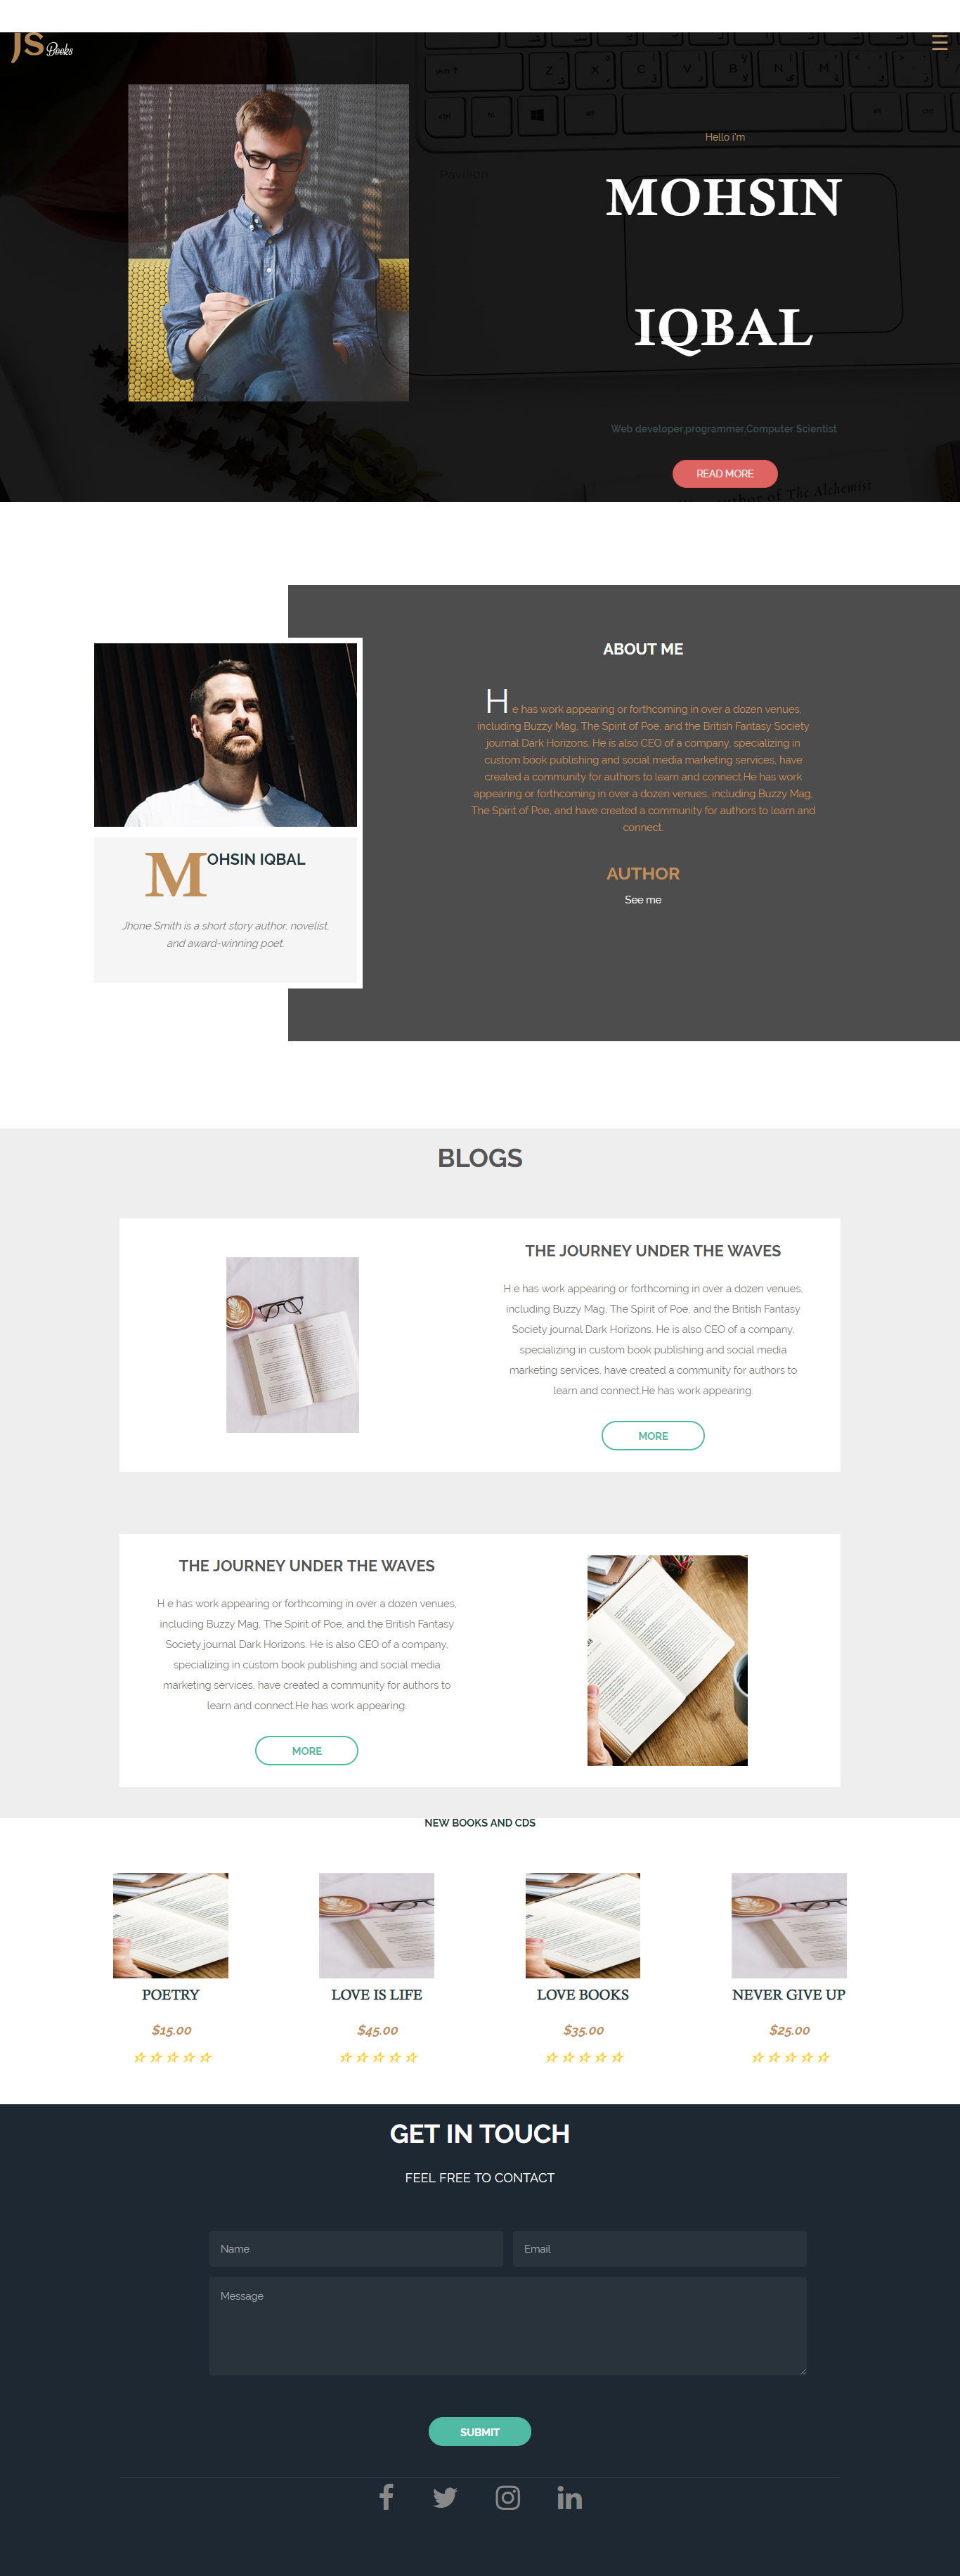 JS Books
☰
shift ↑
Z
X
C
V
B
N
M
ctrl
fn
alt
alt
ctrl
Pavilion
Hello i'm
MOHSIN
IQBAL
Web developer,programmer,Computer Scientist
READ MORE
author of The Alchemist
ABOUT ME
H e has work appearing or forthcoming in over a dozen venues,
including Buzzy Mag, The Spirit of Poe, and the British Fantasy Society
journal Dark Horizons. He is also CEO of a company, specializing in
custom book publishing and social media marketing services, have
created a community for authors to learn and connect.He has work
appearing or forthcoming in over a dozen venues, including Buzzy Mag,
The Spirit of Poe, and have created a community for authors to learn and
connect.
AUTHOR
See me
MOHSIN IQBAL
Jhone Smith is a short story author, novelist,
and award-winning poet.
BLOGS
THE JOURNEY UNDER THE WAVES
H e has work appearing or forthcoming in over a dozen venues,
including Buzzy Mag, The Spirit of Poe, and the British Fantasy
Society journal Dark Horizons. He is also CEO of a company,
specializing in custom book publishing and social media
marketing services, have created a community for authors to
learn and connect.He has work appearing.
MORE
THE JOURNEY UNDER THE WAVES
H e has work appearing or forthcoming in over a dozen venues,
including Buzzy Mag, The Spirit of Poe, and the British Fantasy
Society journal Dark Horizons. He is also CEO of a company,
specializing in custom book publishing and social media
marketing services, have created a community for authors to
learn and connect.He has work appearing.
MORE
NEW BOOKS AND CDS
POETRY
$15.00
LOVE IS LIFE
$45.00
LOVE BOOKS
$35.00
NEVER GIVE UP
$25.00
GET IN TOUCH
FEEL FREE TO CONTACT
Name
Email
Message
SUBMIT